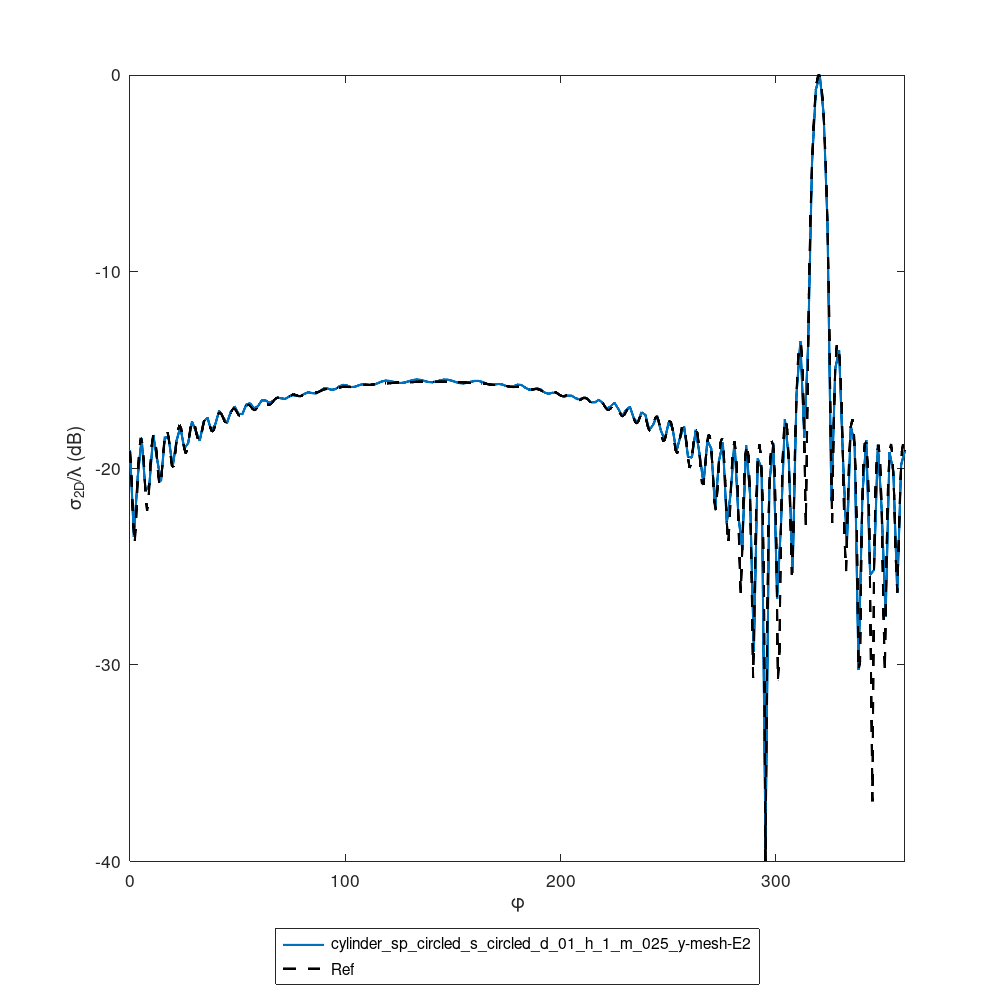 0
-10
-20
-30
-40
σ2D/λ (dB)
0 100 200 300
φ
cylinder_sp_circled_s_circled_d_01_h_1_m_025_y-mesh-E2
Ref